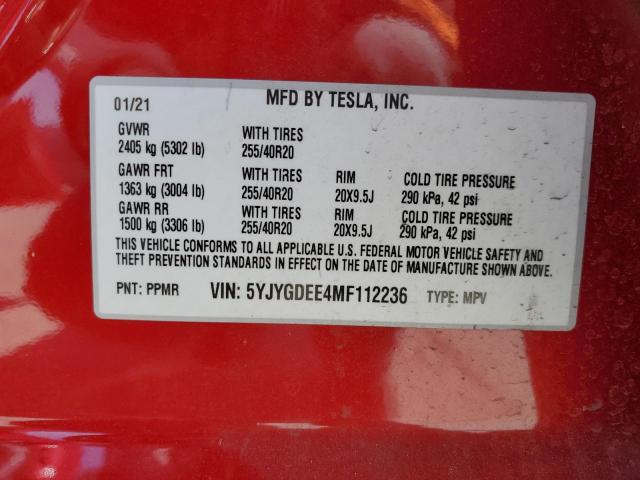 01/21 MFD BY TESLA, INC.
GVWR WITH TIRES
2405 kg (5302 lb) 255/40R20
GAWR FRT WITH TIRES RIM COLD TIRE PRESSURE
1363 kg (3004 lb) 255/40R20 20X9.5J 290 kPa, 42 psi
GAWR RR WITH TIRES RIM COLD TIRE PRESSURE
1500 kg (3306 lb) 255/40R20 20X9.5J 290 kPa, 42 psi
THIS VEHICLE CONFORMS TO ALL APPLICABLE U.S. FEDERAL MOTOR VEHICLE SAFETY AND
THEFT PREVENTION STANDARDS IN EFFECT ON THE DATE OF MANUFACTURE SHOWN ABOVE.
PNT: PPMR VIN: 5YJYGDEE4MF112236 TYPE: MPV